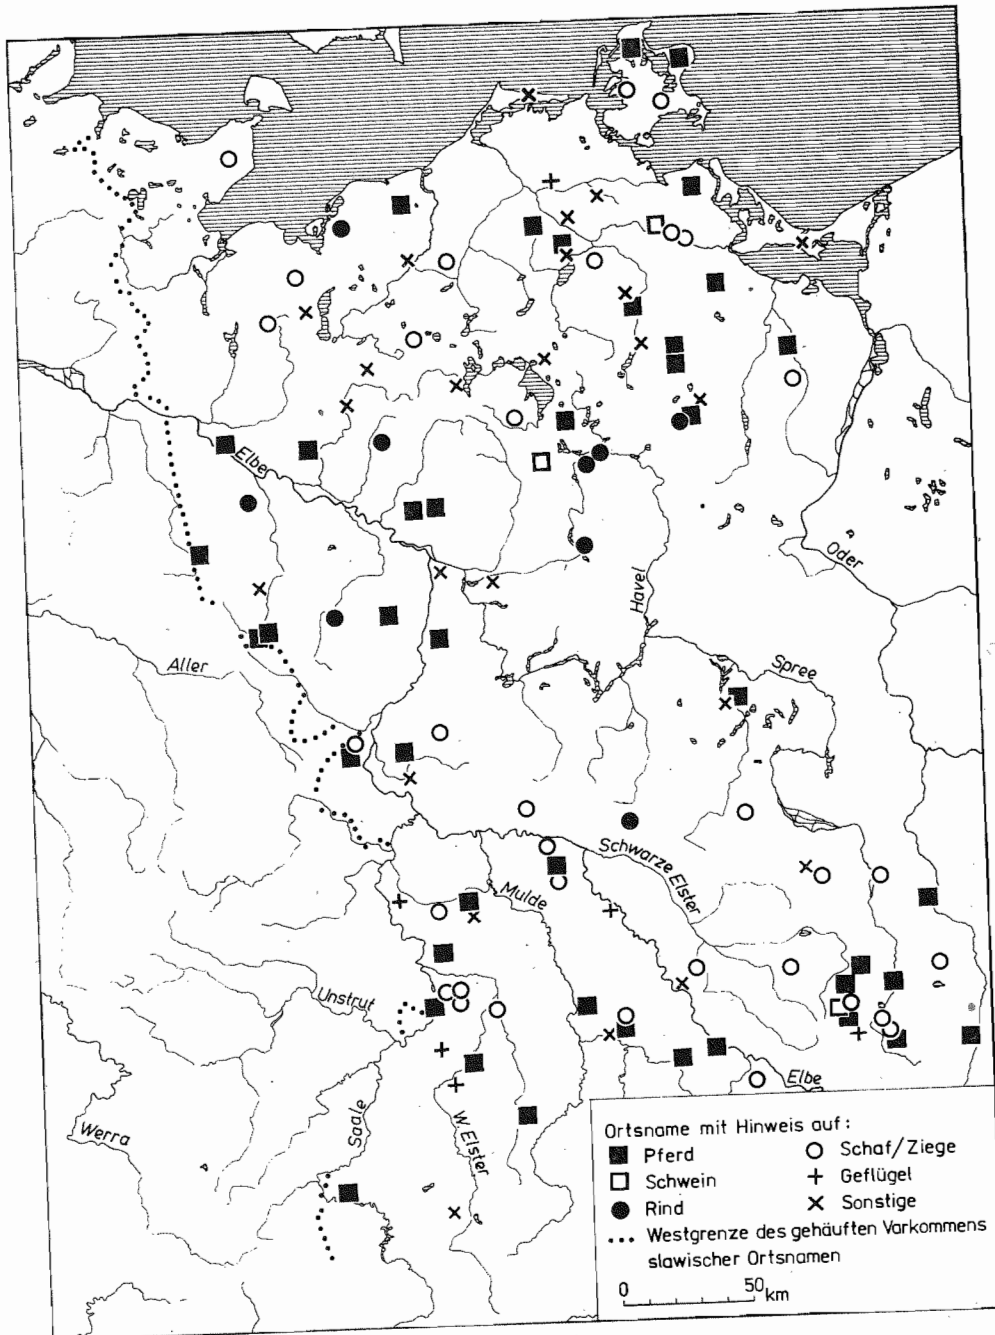 Elbe
Oder
Havel
Aller
Spree
Schwarze Elster
Mulde
Unstrut
Elbe
Werra
Saale
W. Elster
Ortsname mit Hinweis auf:
Pferd
Schaf/Ziege
Schwein
Geflügel
Rind
Sonstige
Westgrenze des gehäuften Varkommens
slawischer Ortsnamen
0 50 km